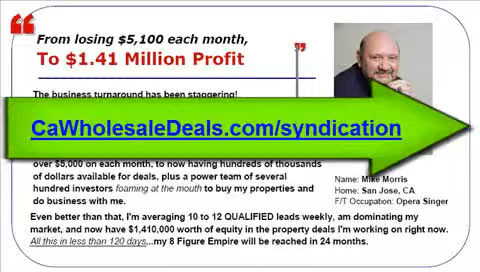 From losing $5,100 each month,
To $1.41 Million Profit
The business turnaround has been staggering!
CaWholesaleDeals.com/syndication
over $5,000 on each month, to now having hundreds of thousands
of dollars available for deals, plus a power team of several
hundred investors foaming at the mouth to buy my properties and
do business with me.
Name: Mike Morris
Home: San Jose, CA
F/T Occupation: Opera Singer
Even better than that, I'm averaging 10 to 12 QUALIFIED leads weekly, am dominating my
market, and now have $1,410,000 worth of equity in the property deals I'm working on right now.
All this in less than 120 days...my 8 Figure Empire will be reached in 24 months.